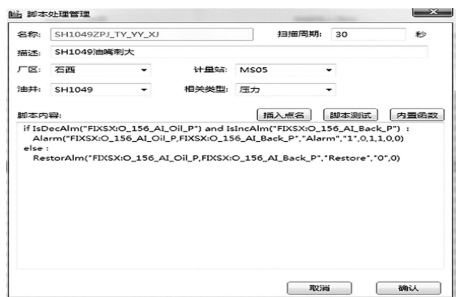 脚本处理管理
名称: SH1049ZPJ_TY_YY_XJ 扫描周期: 30 秒
描述: SH1049油嘴刺大
厂区: 石西 计量站: MS05
油井: SH1049 相关类型: 压力
脚本内容: 插入点名 脚本测试 内置函数
if IsDecAlm("FIXSX:O_156_AI_Oil_P") and IsIncAlm("FIXSX:O_156_AI_Back_P") :
Alarm("FIXSX:O_156_AI_Oil_P,FIXSX:O_156_AI_Back_P","Alarm","1",0,1,1,0,0)
else :
RestorAlm("FIXSX:O_156_AI_Oil_P,FIXSX:O_156_AI_Back_P","Restore","0",0)
取消 确认